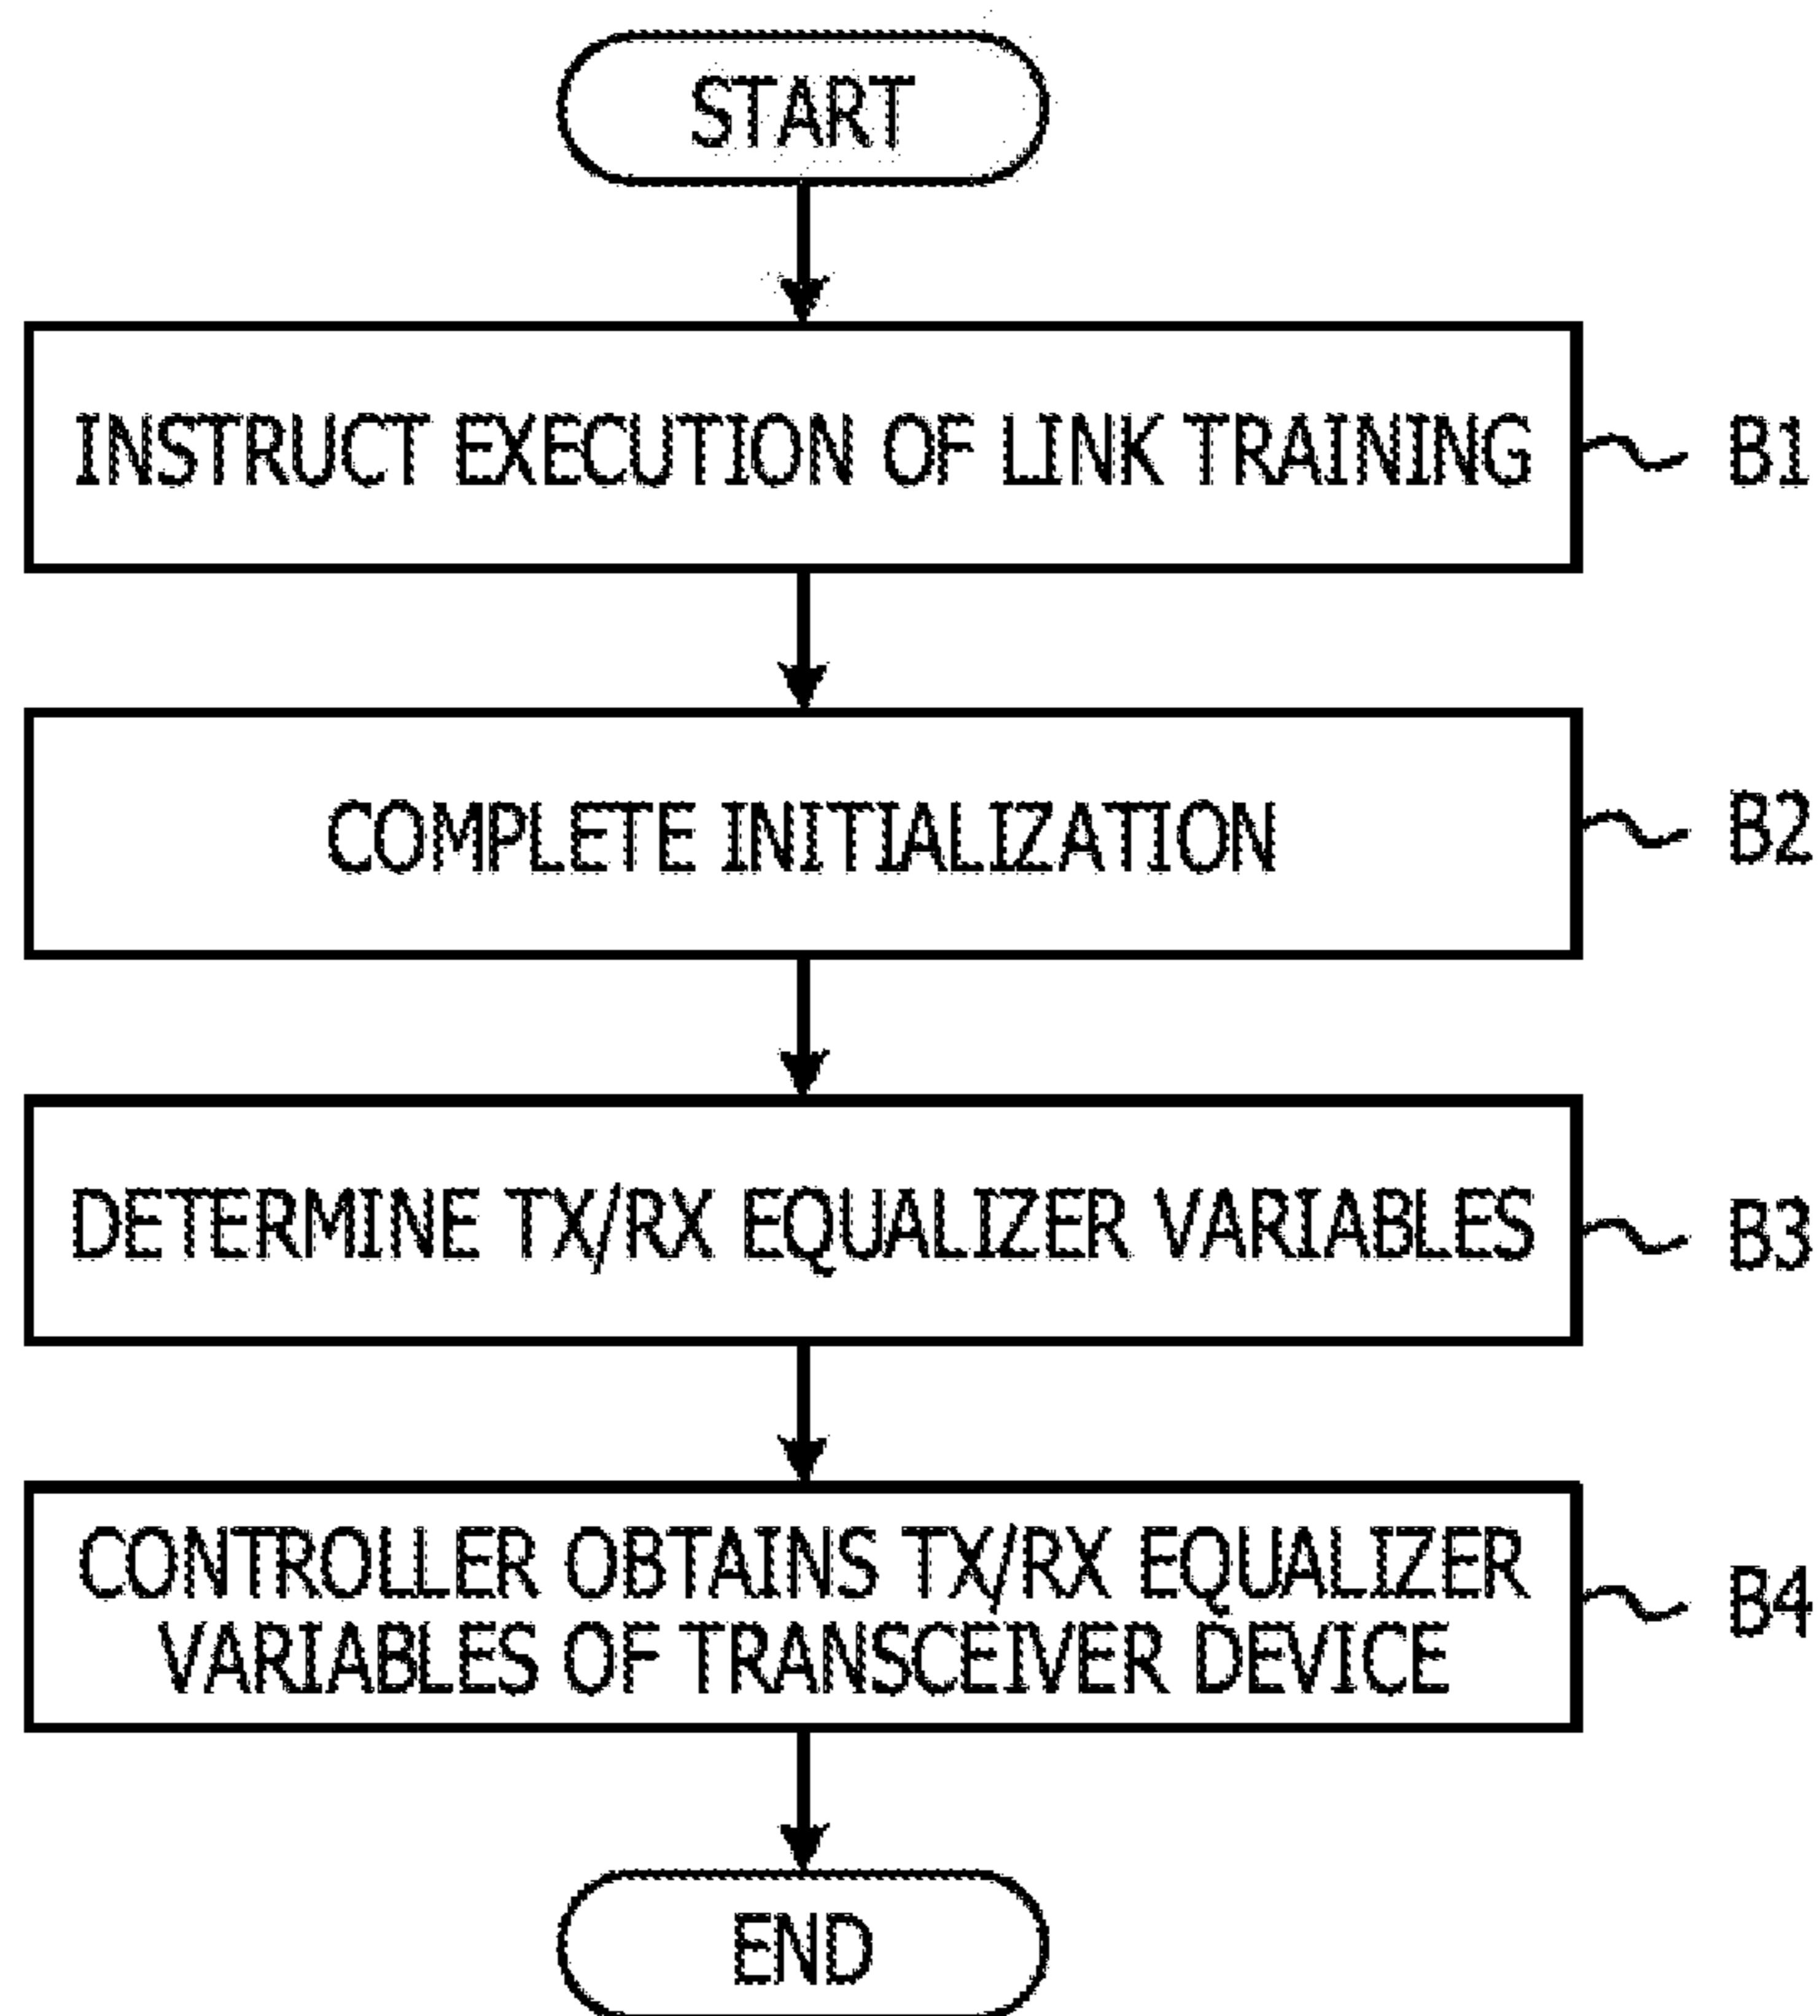 START
INSTRUCT EXECUTION OF LINK TRAINING
B1
COMPLETE INITIALIZATION
B2
DETERMINE TX/RX EQUALIZER VARIABLES
B3
CONTROLLER OBTAINS TX/RX EQUALIZER
VARIABLES OF TRANSCEIVER DEVICE
B4
END